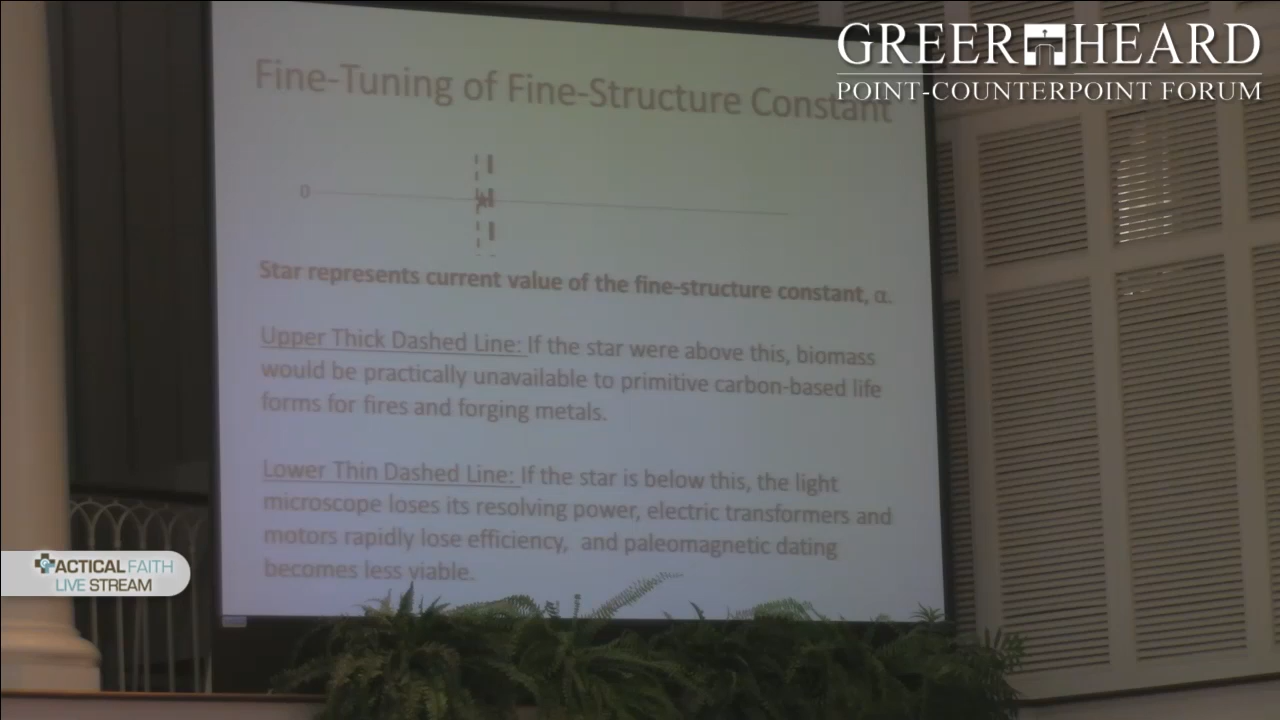 GREER HEARD
POINT-COUNTERPOINT FORUM
Fine-Tuning of Fine-Structure Constant
0
Star represents current value of the fine-structure constant, α.
Upper Thick Dashed Line: If the star were above this, biomass
would be practically unavailable to primitive carbon-based life
forms for fires and forging metals.
Lower Thin Dashed Line: If the star is below this, the light
microscope loses its resolving power, electric transformers and
motors rapidly lose efficiency, and paleomagnetic dating
becomes less viable.
TACTICAL FAITH
LIVE STREAM